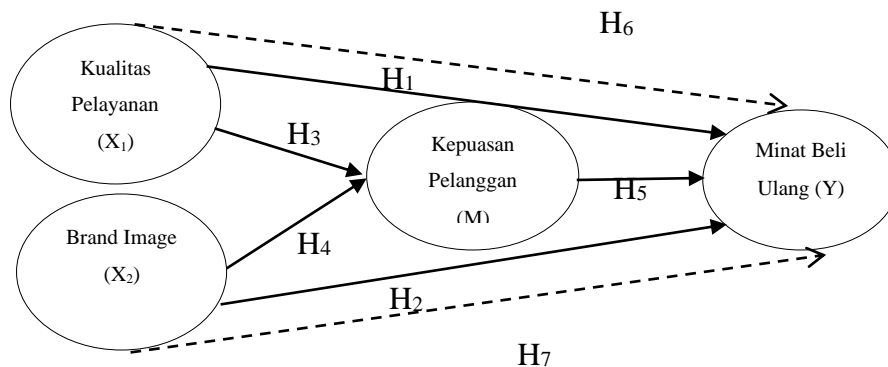 H6
Kualitas
Pelayanan
(X1)
H1
H3
Kepuasan
Pelanggan
(M)
Minat Beli
Ulang (Y)
H5
Brand Image
(X2)
H4
H2
H7